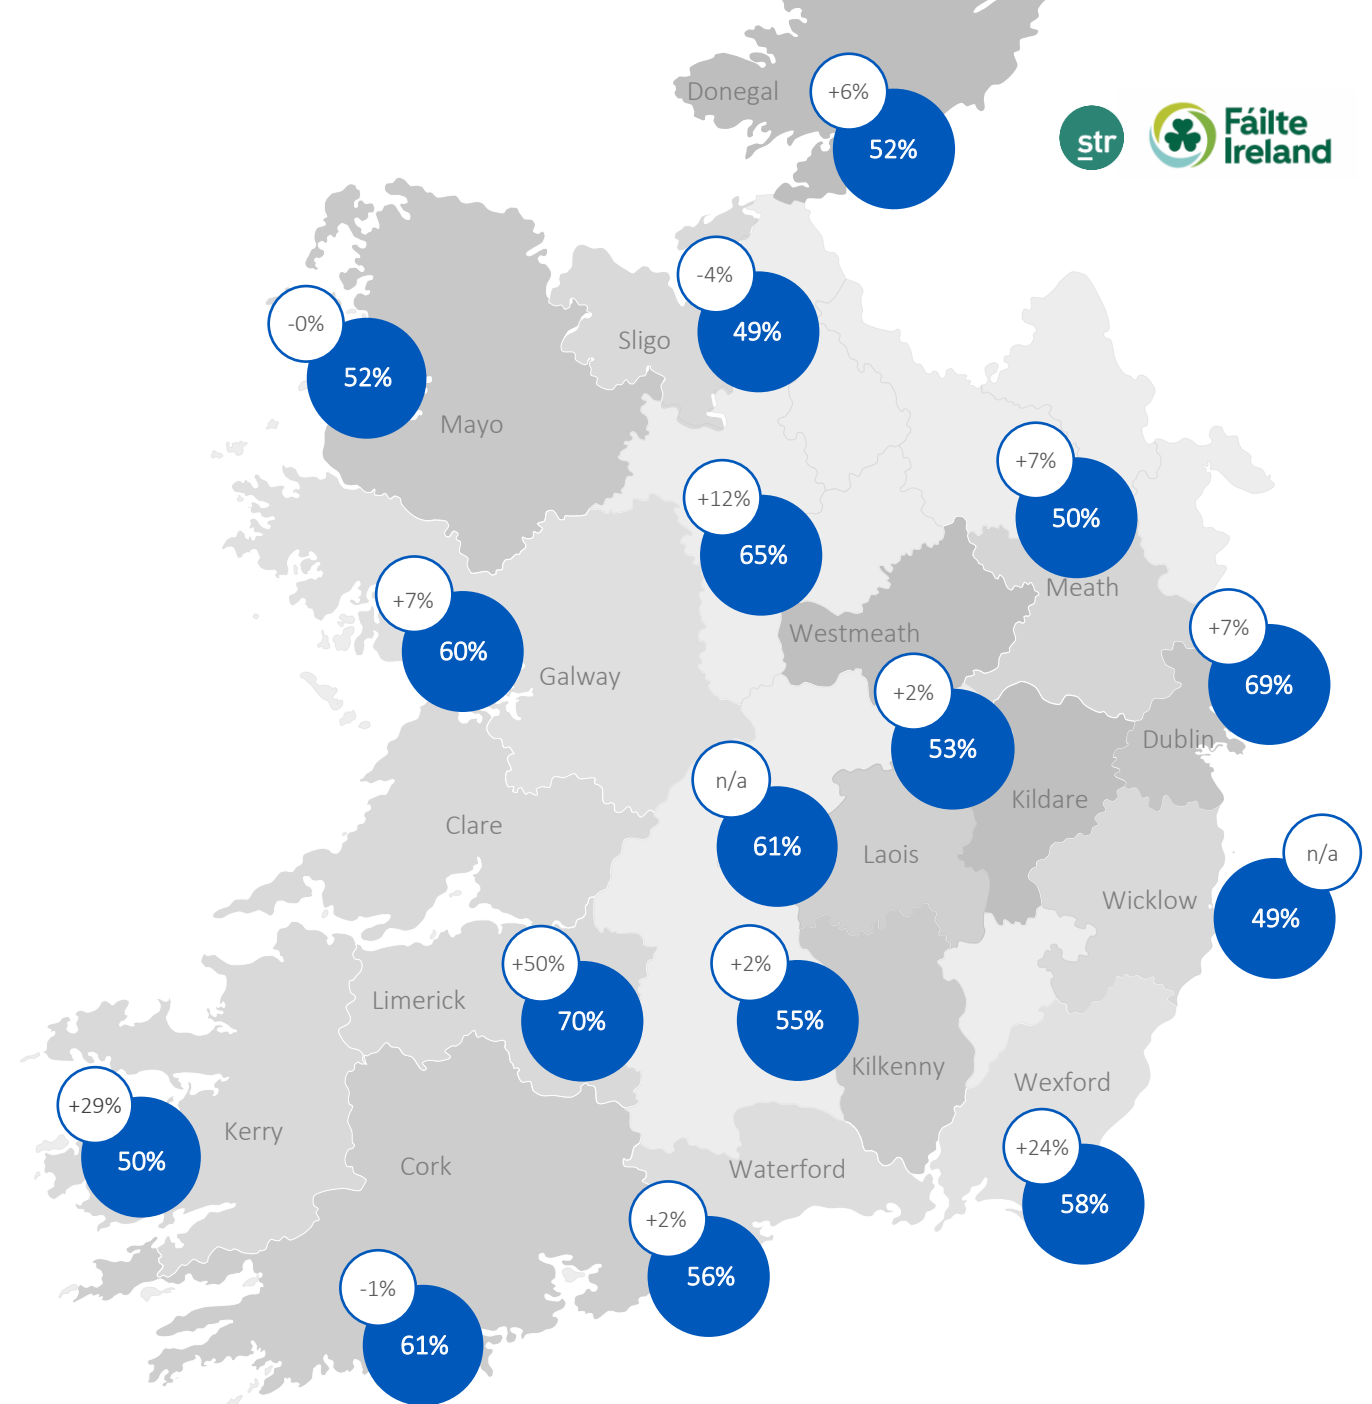 Donegal
+6%
52%
str
Fáilte
Ireland
-4%
49%
Sligo
-0%
52%
Mayo
+7%
50%
Meath
+12%
65%
Westmeath
+7%
60%
Galway
+7%
69%
Dublin
+2%
53%
Kildare
n/a
61%
Laois
Clare
n/a
49%
Wicklow
+50%
70%
Limerick
+2%
55%
Kilkenny
Wexford
+24%
58%
+29%
50%
Kerry
Cork
Waterford
+2%
56%
-1%
61%